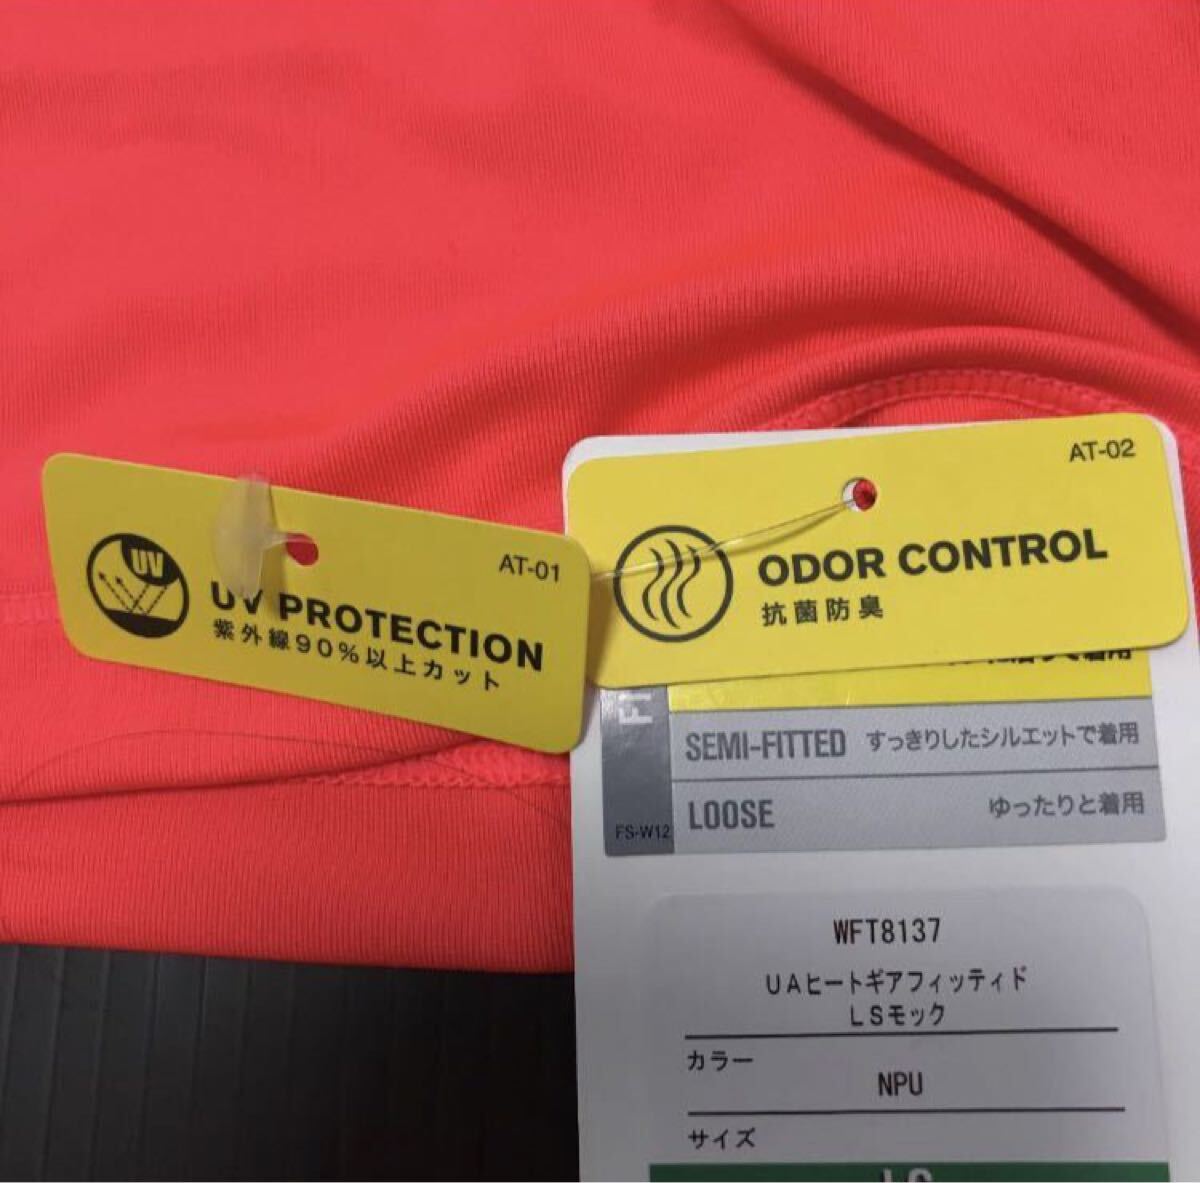 AT-01
UV
UV PROTECTION
紫外線90%以上カット
AT-02
ODOR CONTROL
抗菌防臭
SEMI-FITTED すっきりしたシルエットで着用
LOOSE ゆったりと着用
FS-W12
WFT8137
UAヒートギアフィッティド
LSモック
カラー
NPU
サイズ